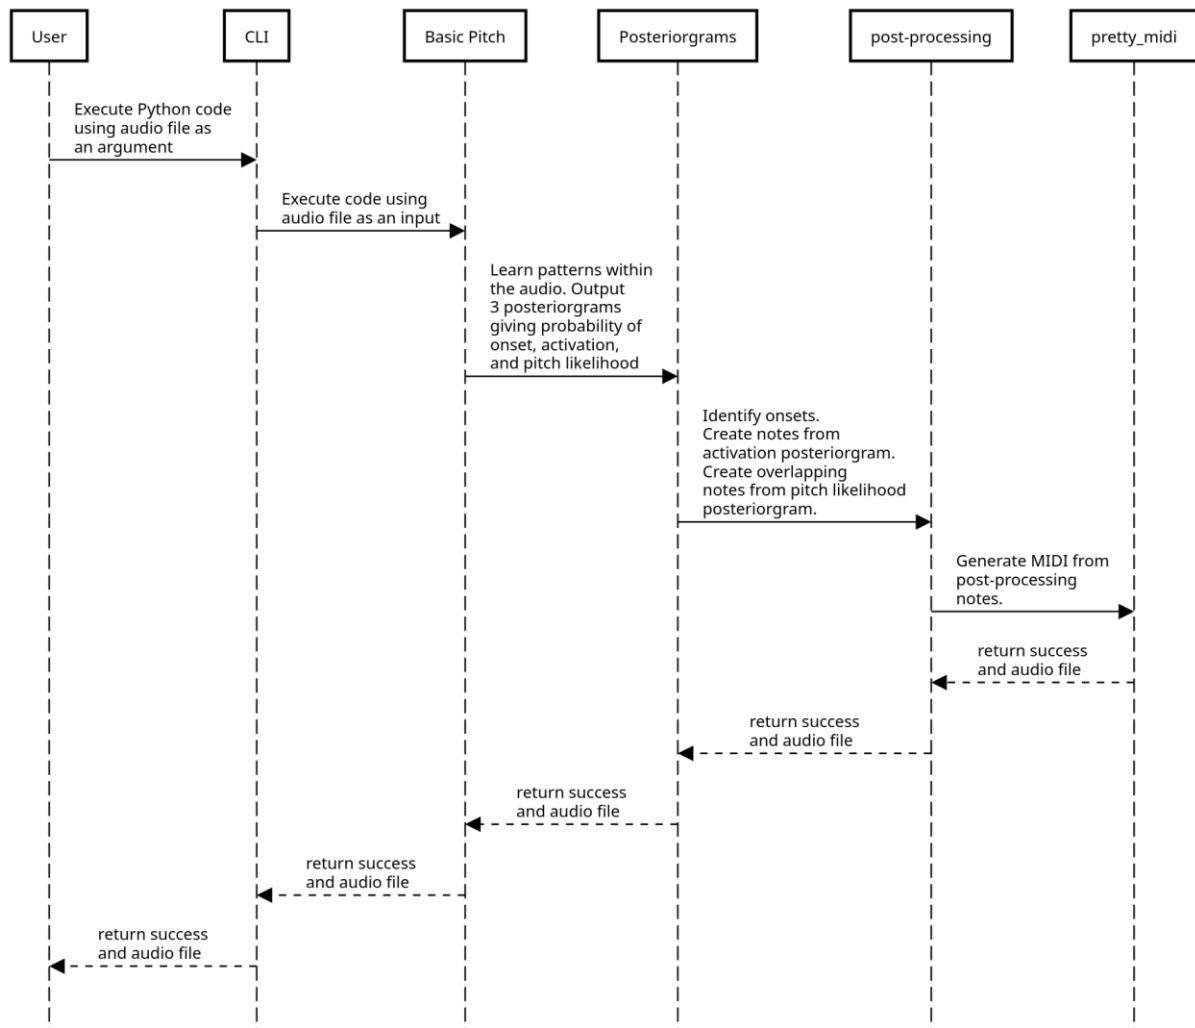 User
CLI
Basic Pitch
Posteriorgrams
post-processing
pretty_midi
Execute Python code
using audio file as
an argument
Execute code using
audio file as an input
Learn patterns within
the audio. Output
3 posteriorgrams
giving probability of
onset, activation,
and pitch likelihood
Identify onsets.
Create notes from
activation posteriorgram.
Create overlapping
notes from pitch likelihood
posteriorgram.
Generate MIDI from
post-processing
notes.
return success
and audio file
return success
and audio file
return success
and audio file
return success
and audio file
return success
and audio file